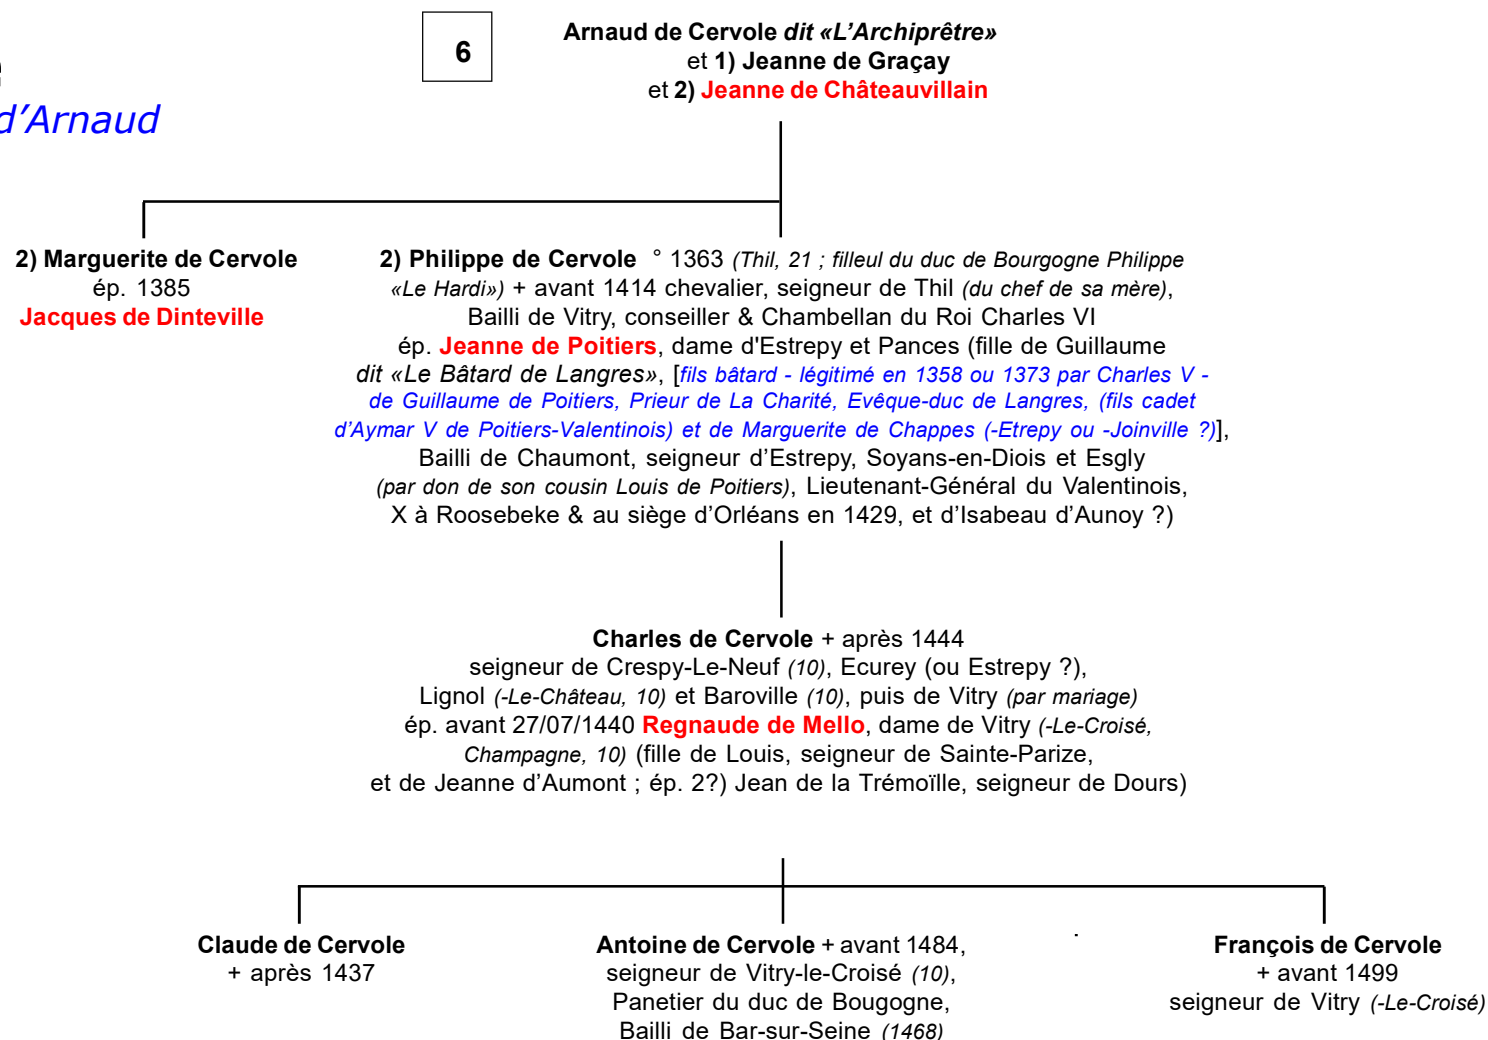 6
Arnaud de Cervole dit «L'Archiprêtre»
et 1) Jeanne de Graçay
et 2) Jeanne de Châteauvillain
d'Arnaud
2) Marguerite de Cervole
ép. 1385
Jacques de Dinteville
2) Philippe de Cervole ° 1363 (Thil, 21 ; filleul du duc de Bourgogne Philippe
«Le Hardi») + avant 1414 chevalier, seigneur de Thil (du chef de sa mère),
Bailli de Vitry, conseiller & Chambellan du Roi Charles VI
ép. Jeanne de Poitiers, dame d'Estrepy et Pances (fille de Guillaume
dit «Le Bâtard de Langres», [fils bâtard - légitimé en 1358 ou 1373 par Charles V -
de Guillaume de Poitiers, Prieur de La Charité, Evêque-duc de Langres, (fils cadet
d'Aymar V de Poitiers-Valentinois) et de Marguerite de Chappes (-Etrepy ou -Joinville ?)],
Bailli de Chaumont, seigneur d'Estrepy, Soyans-en-Diois et Esgly
(par don de son cousin Louis de Poitiers), Lieutenant-Général du Valentinois,
X à Roosebeke & au siège d'Orléans en 1429, et d'Isabeau d'Aunoy ?)
Charles de Cervole + après 1444
seigneur de Crespy-Le-Neuf (10), Ecurey (ou Estrepy ?),
Lignol (-Le-Château, 10) et Baroville (10), puis de Vitry (par mariage)
ép. avant 27/07/1440 Regnaude de Mello, dame de Vitry (-Le-Croisé,
Champagne, 10) (fille de Louis, seigneur de Sainte-Parize,
et de Jeanne d'Aumont ; ép. 2?) Jean de la Trémoïlle, seigneur de Dours)
Claude de Cervole
+ après 1437
Antoine de Cervole + avant 1484,
seigneur de Vitry-le-Croisé (10),
Panetier du duc de Bougogne,
Bailli de Bar-sur-Seine (1468)
François de Cervole
+ avant 1499
seigneur de Vitry (-Le-Croisé)